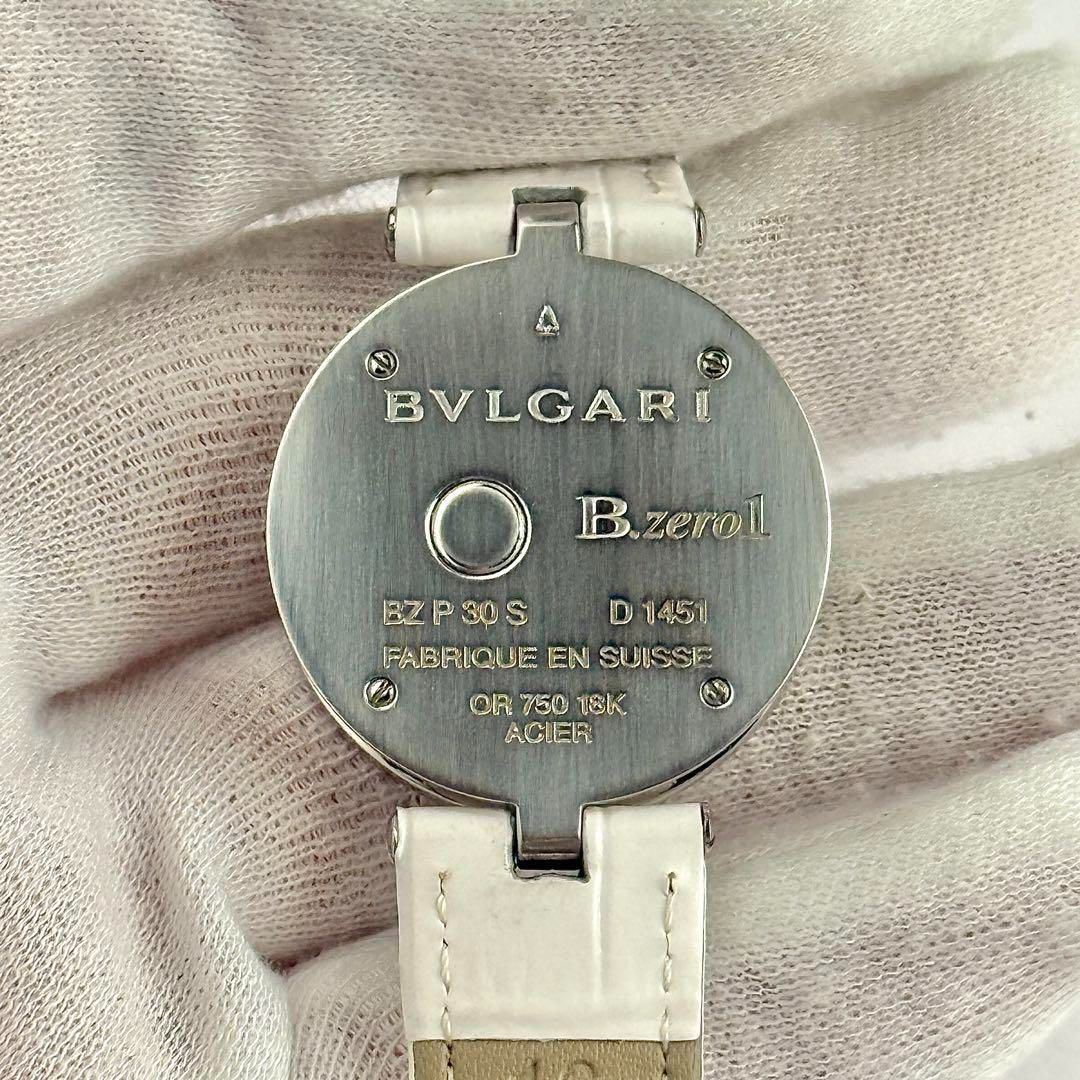 BVLGARI
B.zero1
BZ P 30 S D 1451
FABRIQUE EN SUISSE
OR 750 18K
ACIER